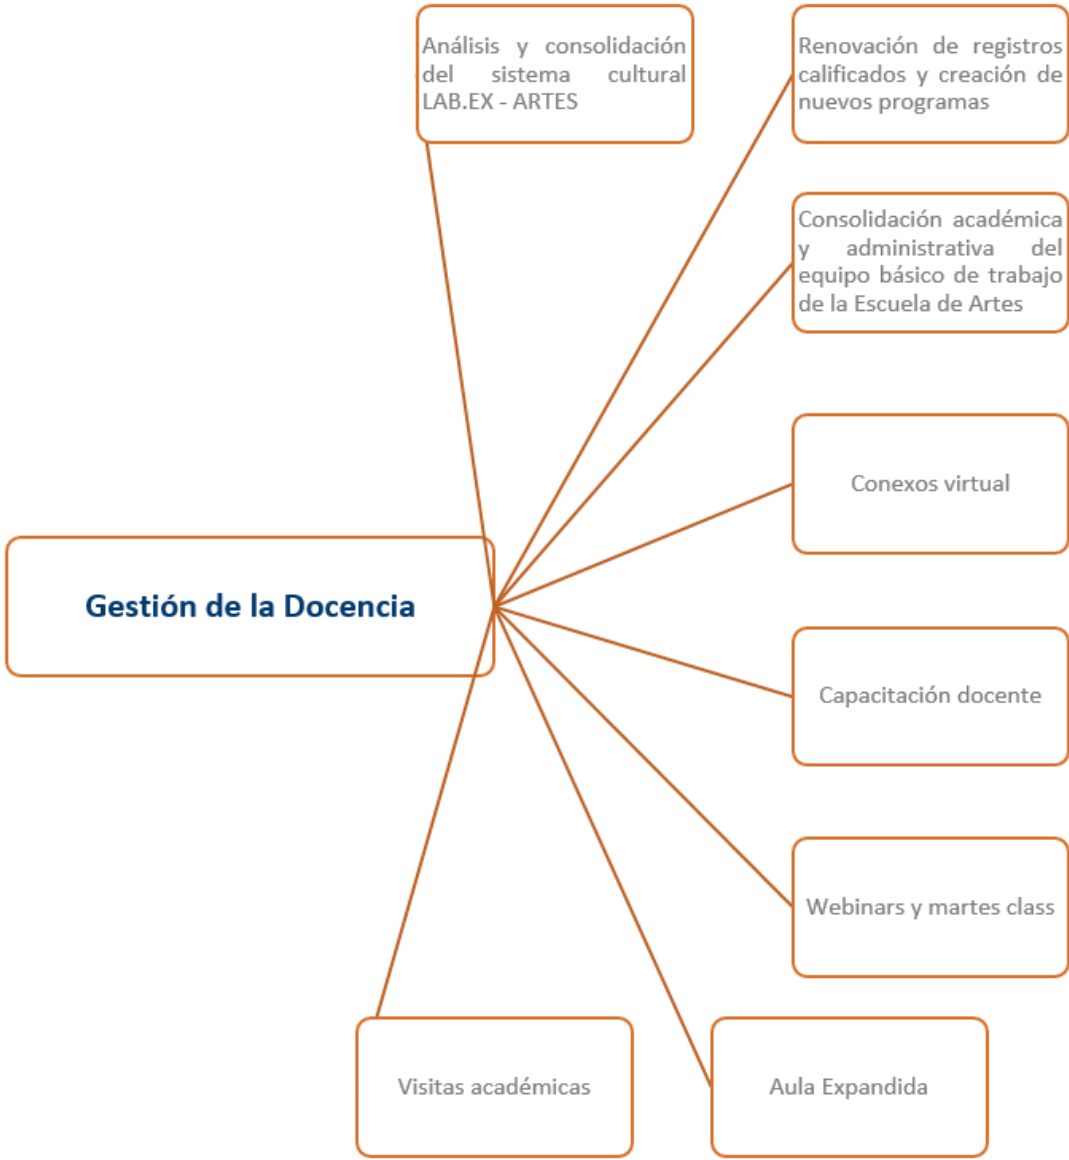 Análisis y consolidación
del sistema cultural
LAB.EX - ARTES
Renovación de registros
calificados y creación de
nuevos programas
Consolidación académica
y administrativa del
equipo básico de trabajo
de la Escuela de Artes
Conexos virtual
Gestión de la Docencia
Capacitación docente
Webinars y martes class
Visitas académicas
Aula Expandida